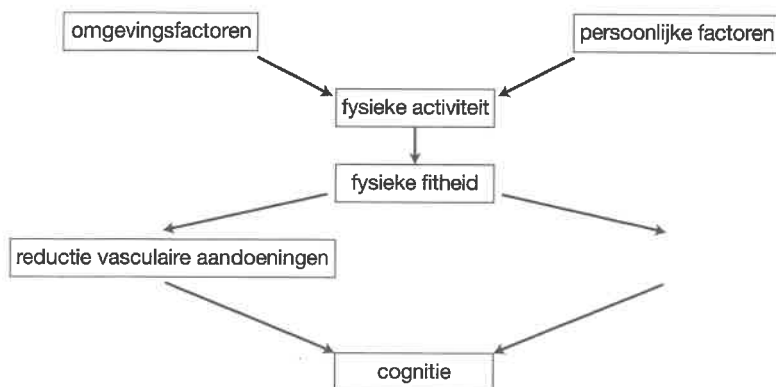 omgevingsfactoren
persoonlijke factoren
fysieke activiteit
fysieke fitheid
reductie vasculaire aandoeningen
cognitie